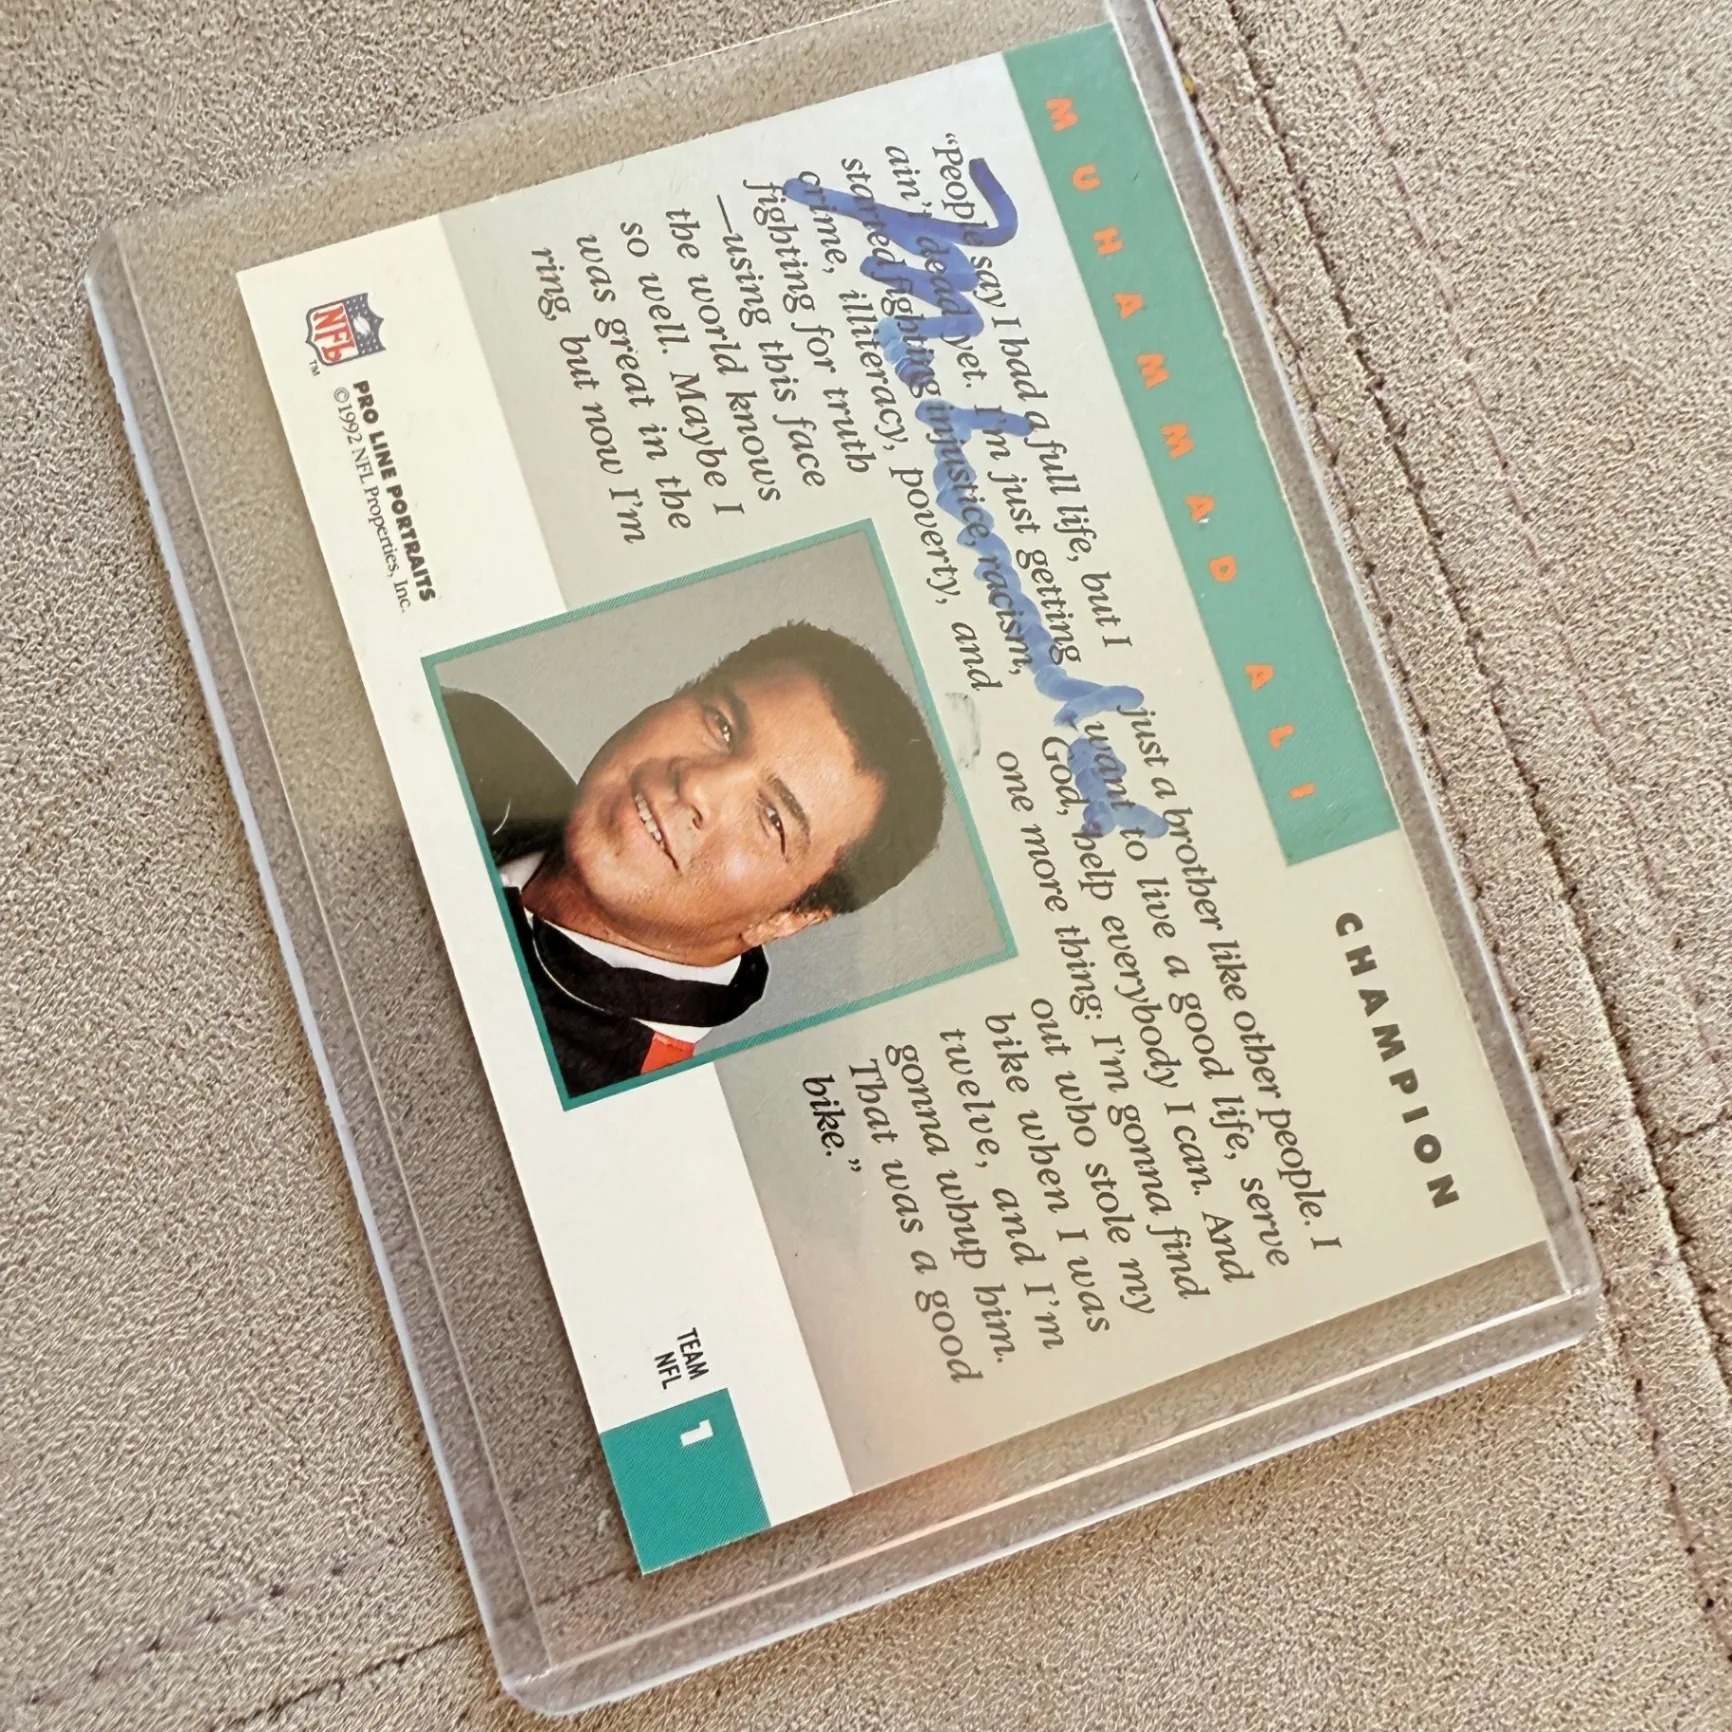 MUHAMMAD ALI
CHAMPION
"People say I had a full life, but I
ain't dead yet. I'm just getting
started fighting injustice, racism,
crime, illiteracy, poverty, and
fighting for truth
—using this face
the world knows
so well. Maybe I
was great in the
ring, but now I'm
just a brother like other people. I
want to live a good life, serve
God, help everybody I can. And
one more thing: I'm gonna find
out who stole my
bike when I was
twelve, and I'm
gonna whup him.
That was a good
bike."
NFL
TM
PRO LINE PORTRAITS
©1992 NFL Properties, Inc.
TEAM
NFL
1